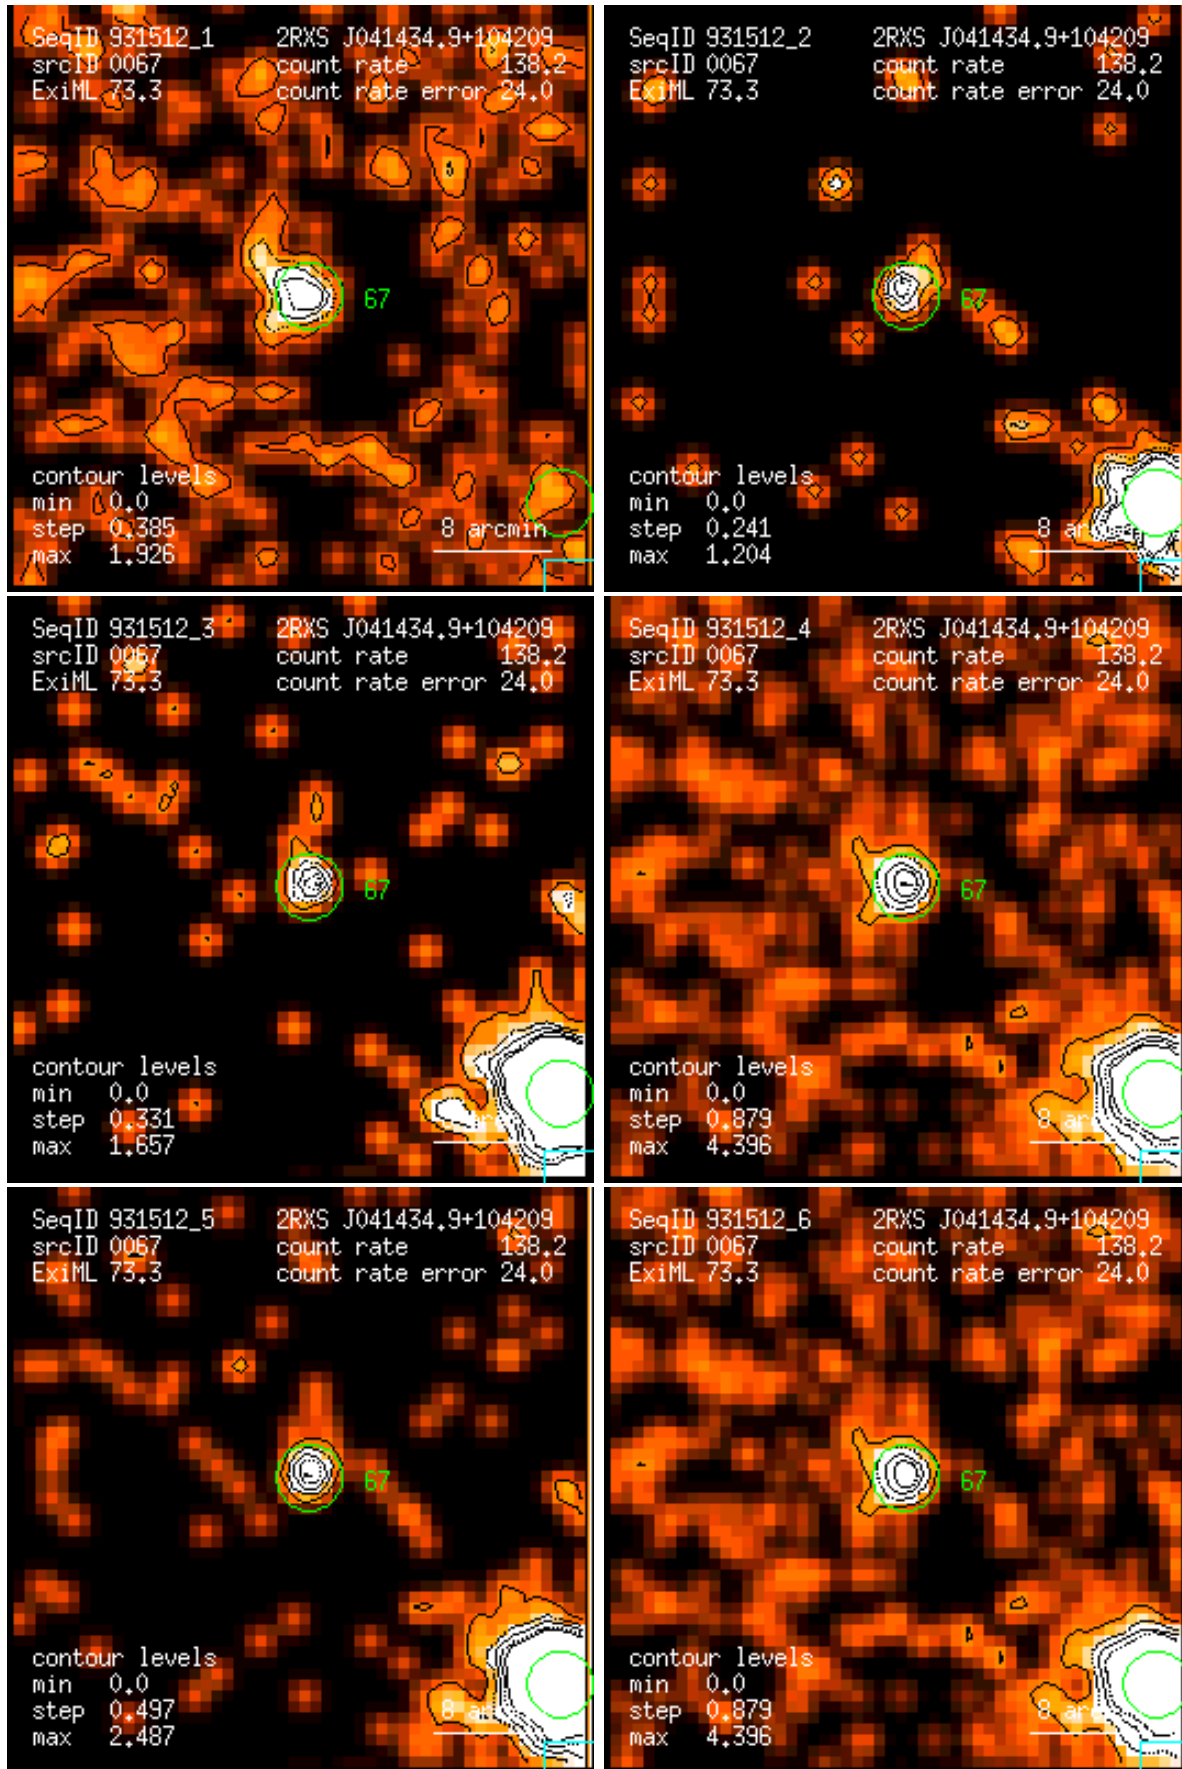 SeqID 931512_1 2RXS J041434.9+104209
srcID 0067 count rate 138.2
ExiML 73.3 count rate error 24.0
67
contour levels
min 0.0
step 0.385 8 arcmin
max 1.926
SeqID 931512_2 2RXS J041434.9+104209
srcID 0067 count rate 138.2
ExiML 73.3 count rate error 24.0
67
contour levels
min 0.0
step 0.241 8
max 1.204
SeqID 931512_3 2RXS J041434.9+104209
srcID 0067 count rate 138.2
ExiML 73.3 count rate error 24.0
67
contour levels
min 0.0
step 0.331
max 1.657
SeqID 931512_4 2RXS J041434.9+104209
srcID 0067 count rate 138.2
ExiML 73.3 count rate error 24.0
67
contour levels
min 0.0
step 0.879 8
max 4.396
SeqID 931512_5 2RXS J041434.9+104209
srcID 0067 count rate 138.2
ExiML 73.3 count rate error 24.0
67
contour levels
min 0.0
step 0.497 8
max 2.487
SeqID 931512_6 2RXS J041434.9+104209
srcID 0067 count rate 138.2
ExiML 73.3 count rate error 24.0
67
contour levels
min 0.0
step 0.879 8
max 4.396